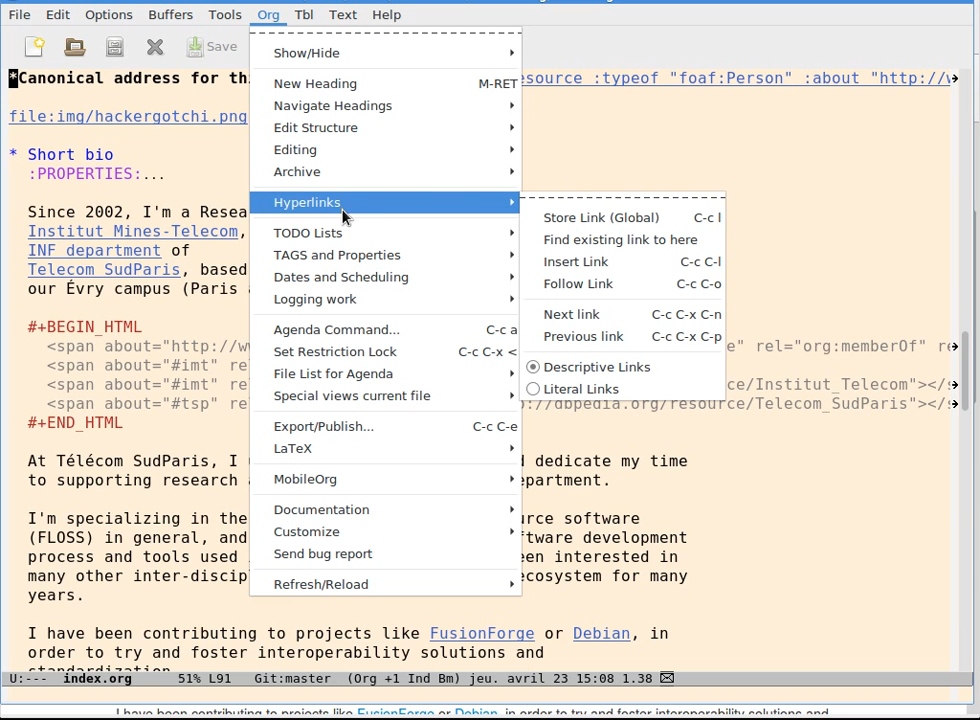 File Edit Options Buffers Tools Org Tbl Text Help
Save
*Canonical address for thi
esource :typeof "foaf:Person" :about "http://w
file:img/hackergotchi.png
* Short bio
:PROPERTIES:...
Since 2002, I'm a Resea
Institut Mines-Telecom,
INF department of
Telecom SudParis, based
our Évry campus (Paris a
#+BEGIN_HTML
<span about="http://w
e" rel="org:memberOf" re
<span about="#imt" re
<span about="#imt" re
ce/Institut_Telecom"></s
<span about="#tsp" re
://dbpedia.org/resource/Telecom_SudParis"></s
#+END_HTML
At Télécom SudParis, I
d dedicate my time
to supporting research
epartment.
I'm specializing in the
urce software
(FLOSS) in general, and
ftware development
process and tools used
een interested in
many other inter-discip
ecosystem for many
years.
I have been contributing to projects like FusionForge or Debian, in
order to try and foster interoperability solutions and
standardization
Show/Hide
New Heading M-RET
Navigate Headings
Edit Structure
Editing
Archive
Hyperlinks
TODO Lists
TAGS and Properties
Dates and Scheduling
Logging work
Agenda Command... C-c a
Set Restriction Lock C-c C-x <
File List for Agenda
Special views current file
Export/Publish... C-c C-e
LaTeX
MobileOrg
Documentation
Customize
Send bug report
Refresh/Reload
Store Link (Global) C-c l
Find existing link to here
Insert Link C-c C-l
Follow Link C-c C-o
Next link C-c C-x C-n
Previous link C-c C-x C-p
Descriptive Links
Literal Links
U:--- index.org 51% L91 Git:master (Org +1 Ind Bm) jeu. avril 23 15:08 1.38
I have been contributing to projects like FusionForge or Debian, in order to try and foster interoperability solutions and